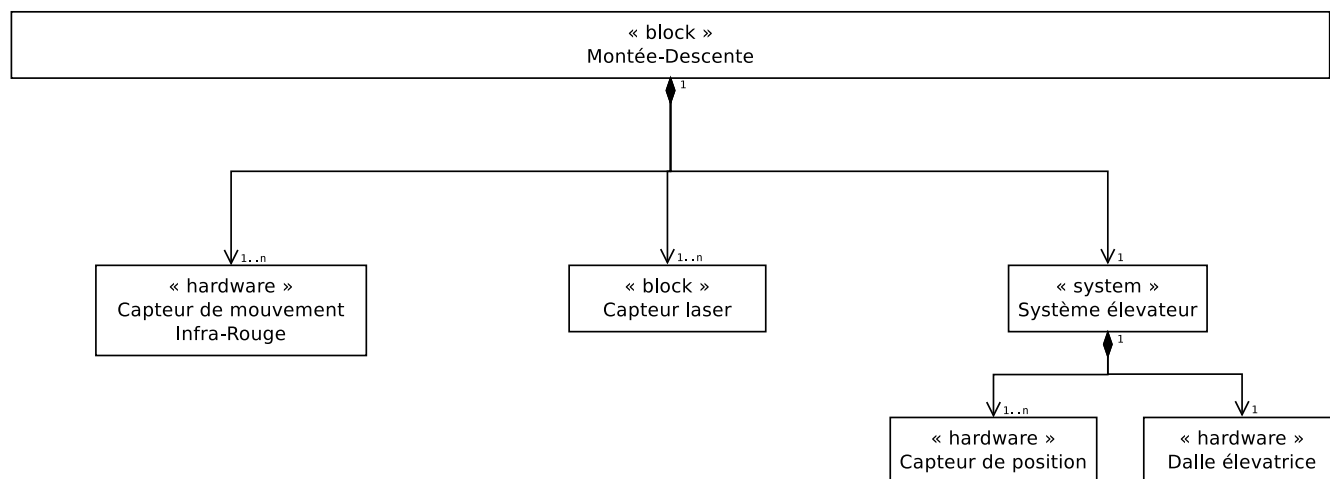 « block »
Montée-Descente
1
1..n
1..n
1
« hardware »
Capteur de mouvement
Infra-Rouge
« block »
Capteur laser
« system »
Système élevateur
1
1..n
1
« hardware »
Capteur de position
« hardware »
Dalle élevatrice